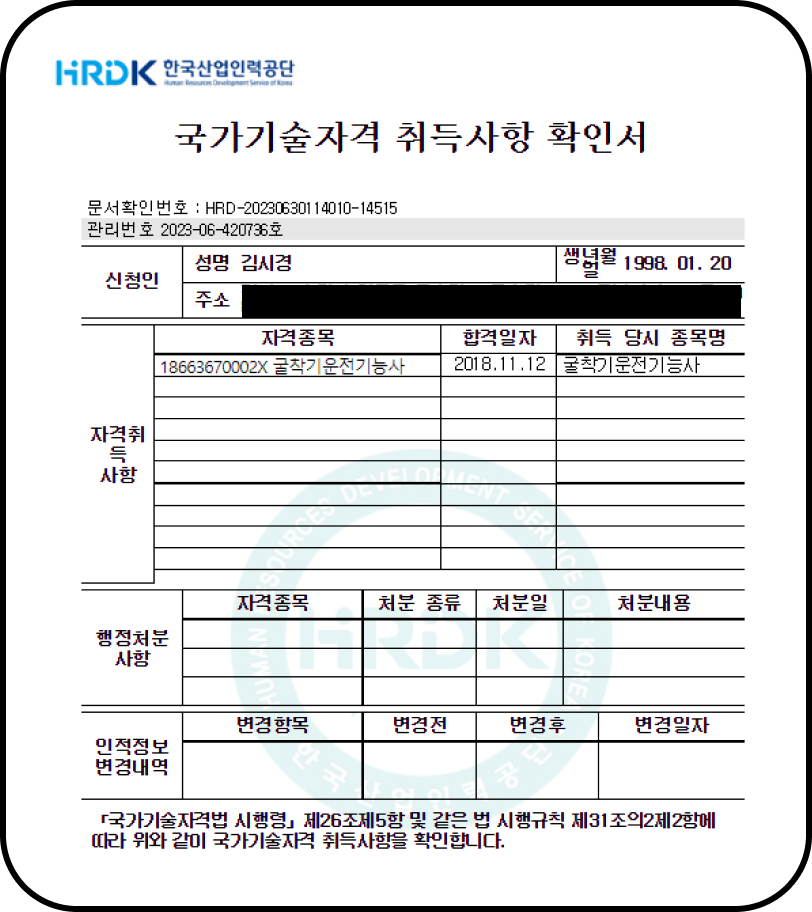 HRDK 한국산업인력공단
Human Resources Development Service of Korea
국가기술자격 취득사항 확인서
문서확인번호 : HRD-20230630114010-14515
관리번호 2023-06-420736호
신청인
성명 김시경
생년월일 1998. 01. 20
주소
자격취득사항
자격종목 합격일자 취득 당시 종목명
18663670002X 굴착기운전기능사 2018.11.12 굴착기운전기능사
행정처분사항
자격종목 처분 종류 처분일 처분내용
인적정보변경내역
변경항목 변경전 변경후 변경일자
HUMAN RESOURCES DEVELOPMENT SERVICE OF KOREA
HRDK
한국산업인력공단
「국가기술자격법 시행령」 제26조제5항 및 같은 법 시행규칙 제31조의2제2항에
따라 위와 같이 국가기술자격 취득사항을 확인합니다.